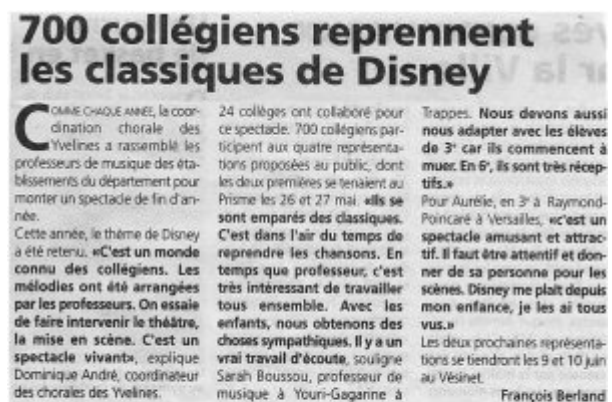 700 collégiens reprennent
les classiques de Disney
COMME CHAQUE ANNÉE, la coor-
dination chorale des
Yvelines a rassemblé les
professeurs de musique des éta-
blissements du département pour
monter un spectacle de fin d'an-
née.
Cette année, le thème de Disney
a été retenu. «C'est un monde
connu des collégiens. Les
mélodies ont été arrangées
par les professeurs. On essaie
de faire intervenir le théâtre,
la mise en scène. C'est un
spectacle vivant», explique
Dominique André, coordinateur
des chorales des Yvelines.
24 collèges ont collaboré pour
ce spectacle. 700 collégiens par-
ticipent aux quatre représenta-
tions proposées au public, dont
les deux premières se tenaient au
Prisme les 26 et 27 mai. «Ils se
sont emparés des classiques.
C'est dans l'air du temps de
reprendre les chansons. En
temps que professeur, c'est
très intéressant de travailler
tous ensemble. Avec les
enfants, nous obtenons des
choses sympathiques. Il y a un
vrai travail d'écoute, souligne
Sarah Boussou, professeur de
musique à Youri-Gagarine à
Trappes. Nous devons aussi
nous adapter avec les élèves
de 3e car ils commencent à
muer. En 6e, ils sont très récep-
tifs.»
Pour Aurélie, en 3e à Raymond-
Poincaré à Versailles, «c'est un
spectacle amusant et attrac-
tif. Il faut être attentif et don-
ner de sa personne pour les
scènes. Disney me plaît depuis
mon enfance, je les ai tous
vus.»
Les deux prochaines représenta-
tions se tiendront les 9 et 10 juin
au Vésinet.
François Berland